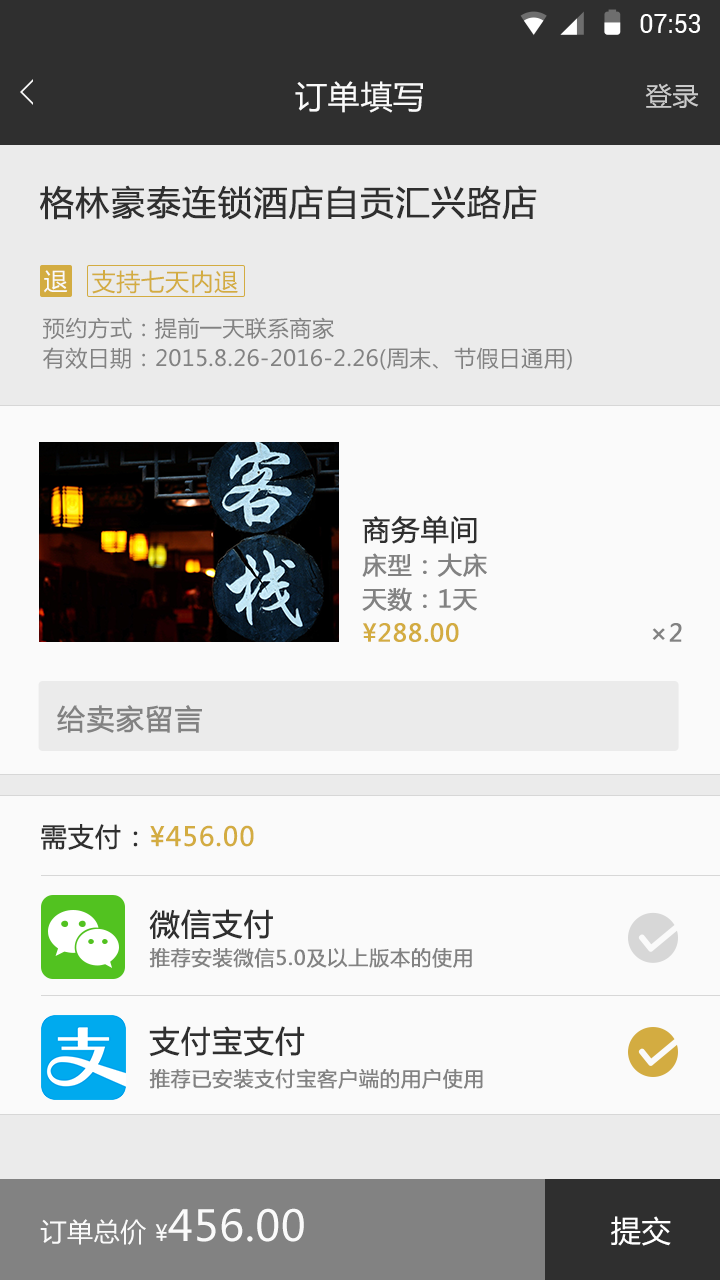 07:53
订单填写
登录
格林豪泰连锁酒店自贡汇兴路店
退 支持七天内退
预约方式：提前一天联系商家
有效日期：2015.8.26-2016-2.26(周末、节假日通用)
客栈
商务单间
床型：大床
天数：1天
¥288.00 ×2
给卖家留言
需支付：¥456.00
微信支付
推荐安装微信5.0及以上版本的使用
支
支付宝支付
推荐已安装支付宝客户端的用户使用
订单总价 ¥456.00
提交